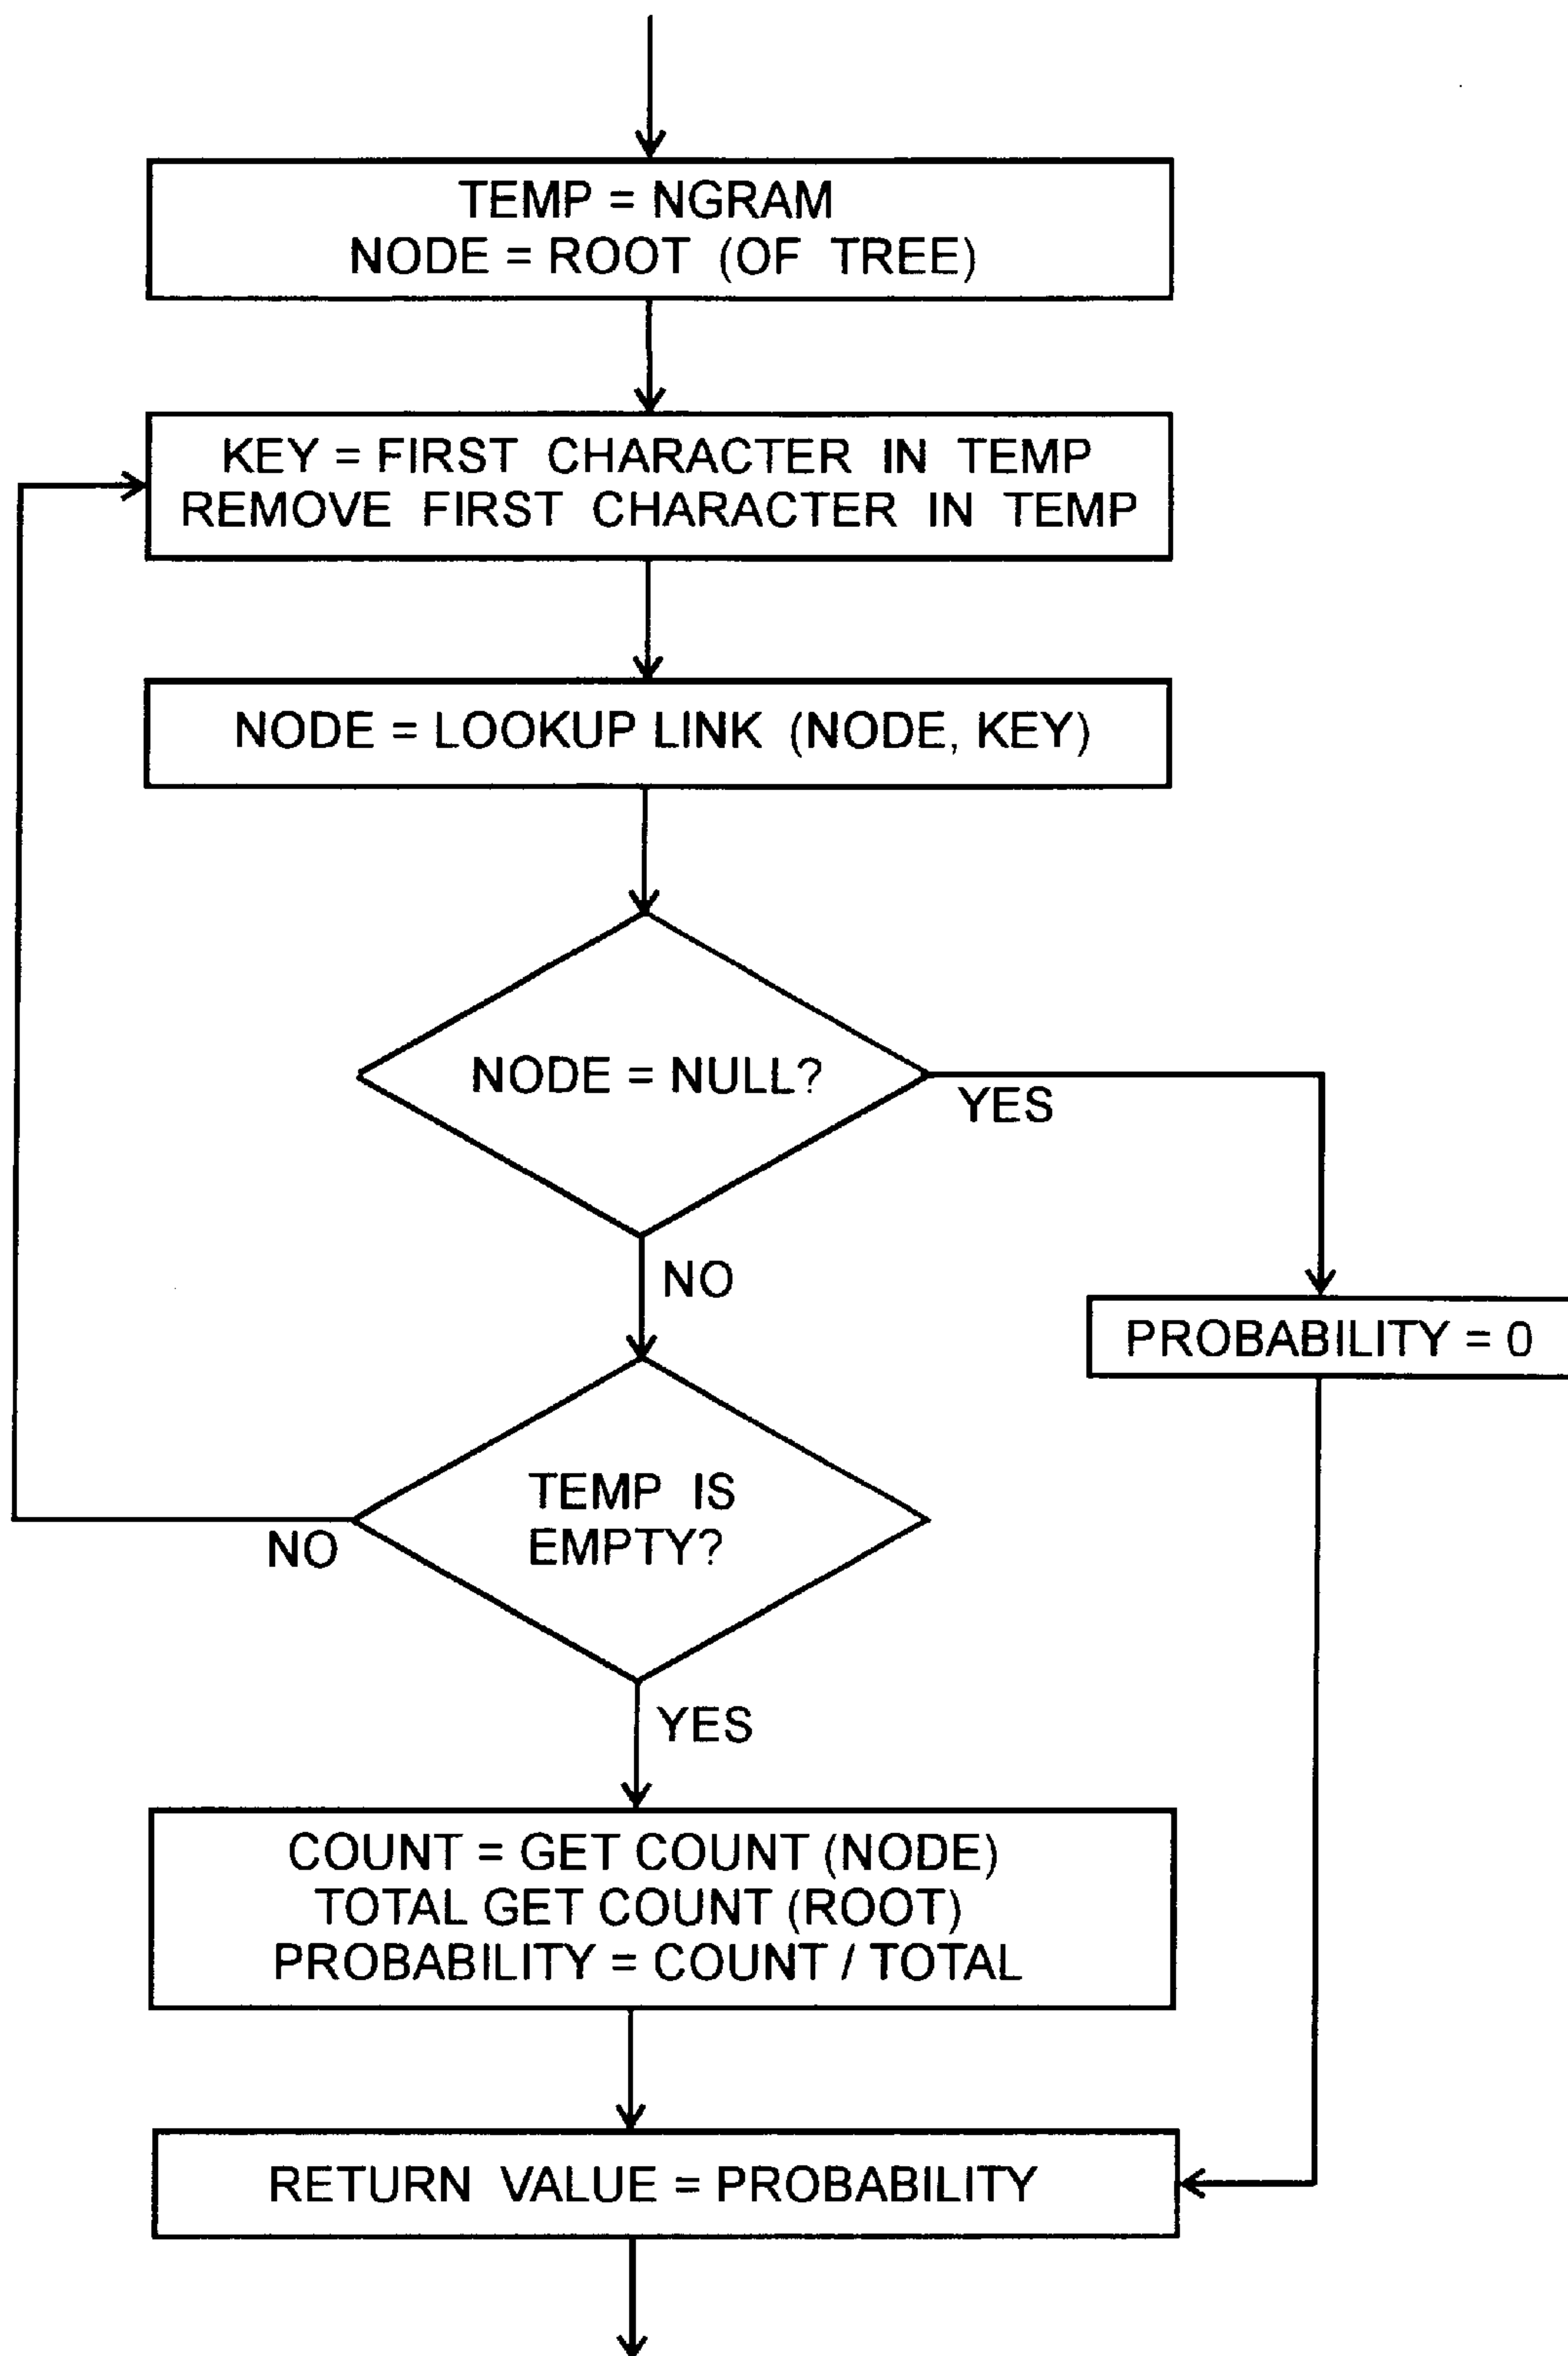 TEMP = NGRAM
NODE = ROOT (OF TREE)
KEY = FIRST CHARACTER IN TEMP
REMOVE FIRST CHARACTER IN TEMP
NODE = LOOKUP LINK (NODE, KEY)
NODE = NULL?
YES
NO
PROBABILITY = 0
TEMP IS
EMPTY?
NO
YES
COUNT = GET COUNT (NODE)
TOTAL GET COUNT (ROOT)
PROBABILITY = COUNT / TOTAL
RETURN VALUE = PROBABILITY